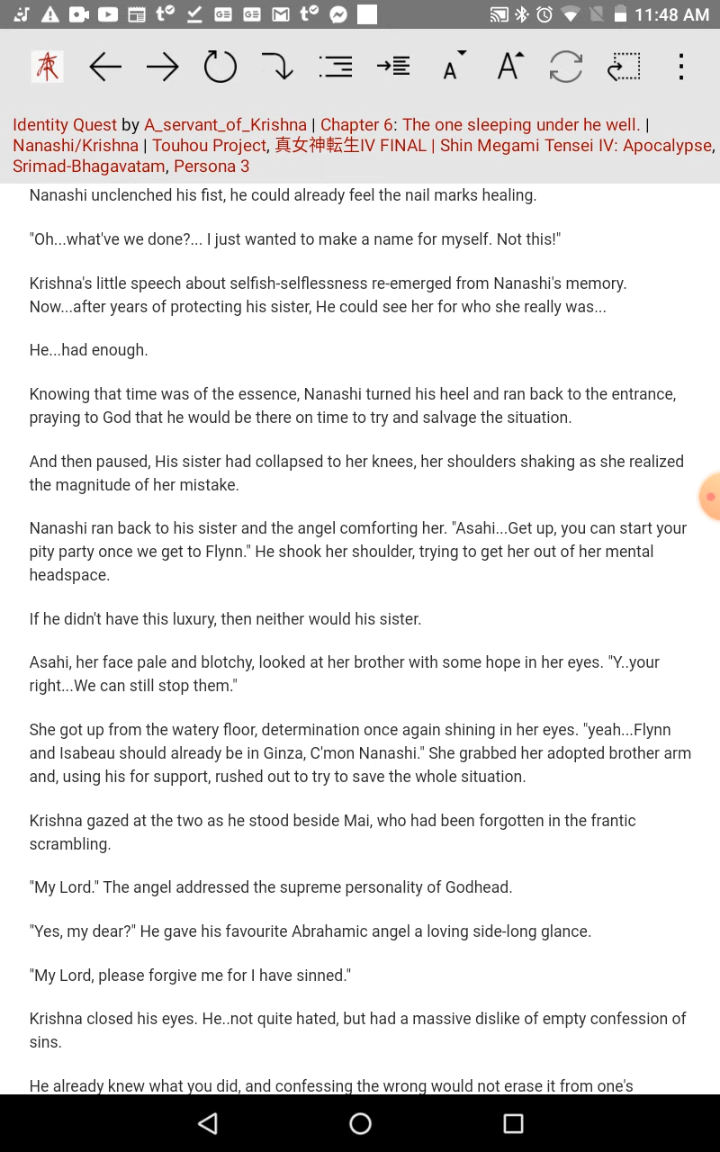 11:48 AM
Identity Quest by A_servant_of_Krishna | Chapter 6: The one sleeping under he well. |
Nanashi/Krishna | Touhou Project, 真女神転生IV FINAL | Shin Megami Tensei IV: Apocalypse,
Srimad-Bhagavatam, Persona 3
Nanashi unclenched his fist, he could already feel the nail marks healing.
"Oh...what've we done?... I just wanted to make a name for myself. Not this!"
Krishna's little speech about selfish-selflessness re-emerged from Nanashi's memory.
Now...after years of protecting his sister, He could see her for who she really was...
He...had enough.
Knowing that time was of the essence, Nanashi turned his heel and ran back to the entrance,
praying to God that he would be there on time to try and salvage the situation.
And then paused, His sister had collapsed to her knees, her shoulders shaking as she realized
the magnitude of her mistake.
Nanashi ran back to his sister and the angel comforting her. "Asahi...Get up, you can start your
pity party once we get to Flynn." He shook her shoulder, trying to get her out of her mental
headspace.
If he didn't have this luxury, then neither would his sister.
Asahi, her face pale and blotchy, looked at her brother with some hope in her eyes. "Y..your
right...We can still stop them."
She got up from the watery floor, determination once again shining in her eyes. "yeah...Flynn
and Isabeau should already be in Ginza, C'mon Nanashi." She grabbed her adopted brother arm
and, using his for support, rushed out to try to save the whole situation.
Krishna gazed at the two as he stood beside Mai, who had been forgotten in the frantic
scrambling.
"My Lord." The angel addressed the supreme personality of Godhead.
"Yes, my dear?" He gave his favourite Abrahamic angel a loving side-long glance.
"My Lord, please forgive me for I have sinned."
Krishna closed his eyes. He..not quite hated, but had a massive dislike of empty confession of
sins.
He already knew what you did, and confessing the wrong would not erase it from one's